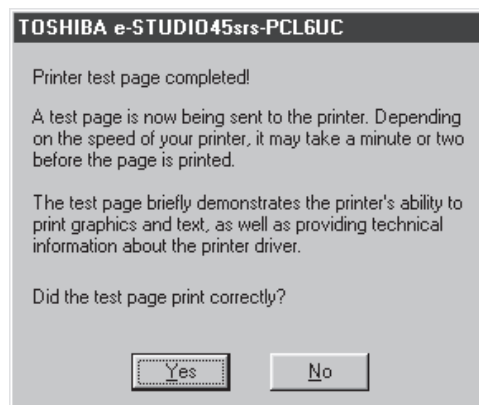 TOSHIBA e-STUDIO45srs-PCL6UC
Printer test page completed!
A test page is now being sent to the printer. Depending
on the speed of your printer, it may take a minute or two
before the page is printed.
The test page briefly demonstrates the printer's ability to
print graphics and text, as well as providing technical
information about the printer driver.
Did the test page print correctly?
Yes No